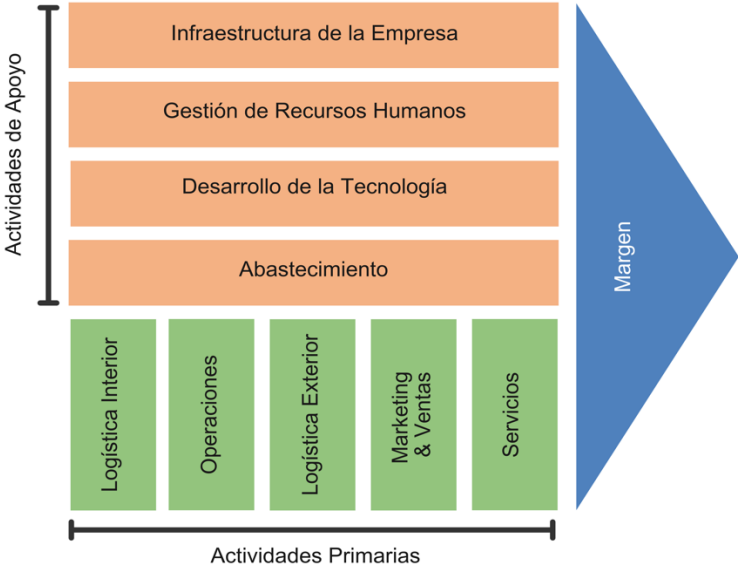 Actividades de Apoyo
Infraestructura de la Empresa
Gestión de Recursos Humanos
Desarrollo de la Tecnología
Abastecimiento
Margen
Logística Interior
Operaciones
Logística Exterior
Marketing
& Ventas
Servicios
Actividades Primarias